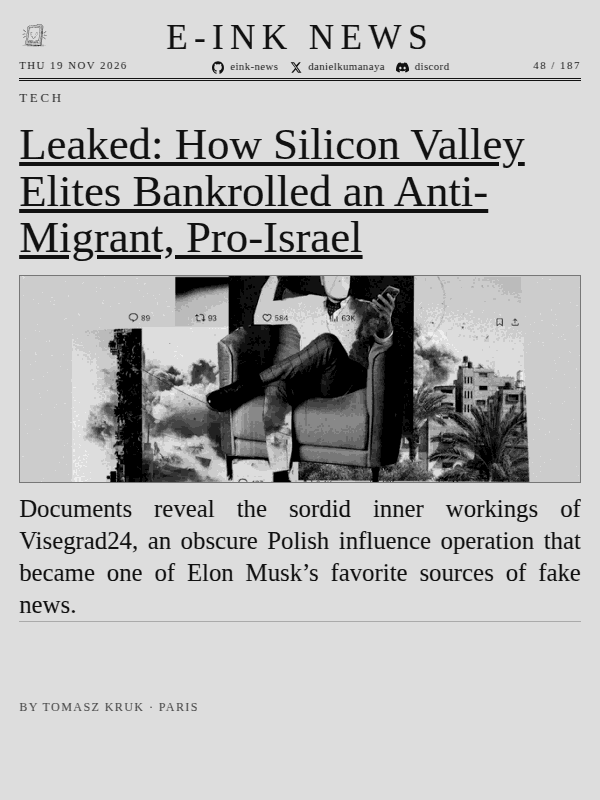 E-INK NEWS
THU 19 NOV 2026
eink-news
danielkumanaya
discord
48 / 187
TECH
Leaked: How Silicon Valley
Elites Bankrolled an Anti-
Migrant, Pro-Israel
89
93
584
63K
Documents reveal the sordid inner workings of
Visegrad24, an obscure Polish influence operation that
became one of Elon Musk’s favorite sources of fake
news.
BY TOMASZ KRUK · PARIS